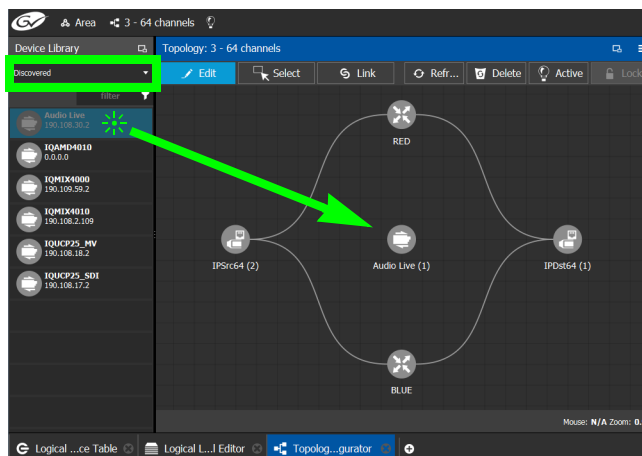 GV Area 3 - 64 channels
Device Library
Topology: 3 - 64 channels
Discovered
Edit Select Link Refr... Delete Active Lock
filter
Audio Live
190.108.30.2
IQAMD4010
0.0.0.0
IQMIX4000
190.109.59.2
IQMIX4010
190.108.2.109
IQUCP25_MV
190.108.18.2
IQUCP25_SDI
190.108.17.2
RED
IPSrc64 (2)
Audio Live (1)
IPDst64 (1)
BLUE
Mouse: N/A Zoom: 0.
Logical ...ce Table Logical L...l Editor Topolog...gurator